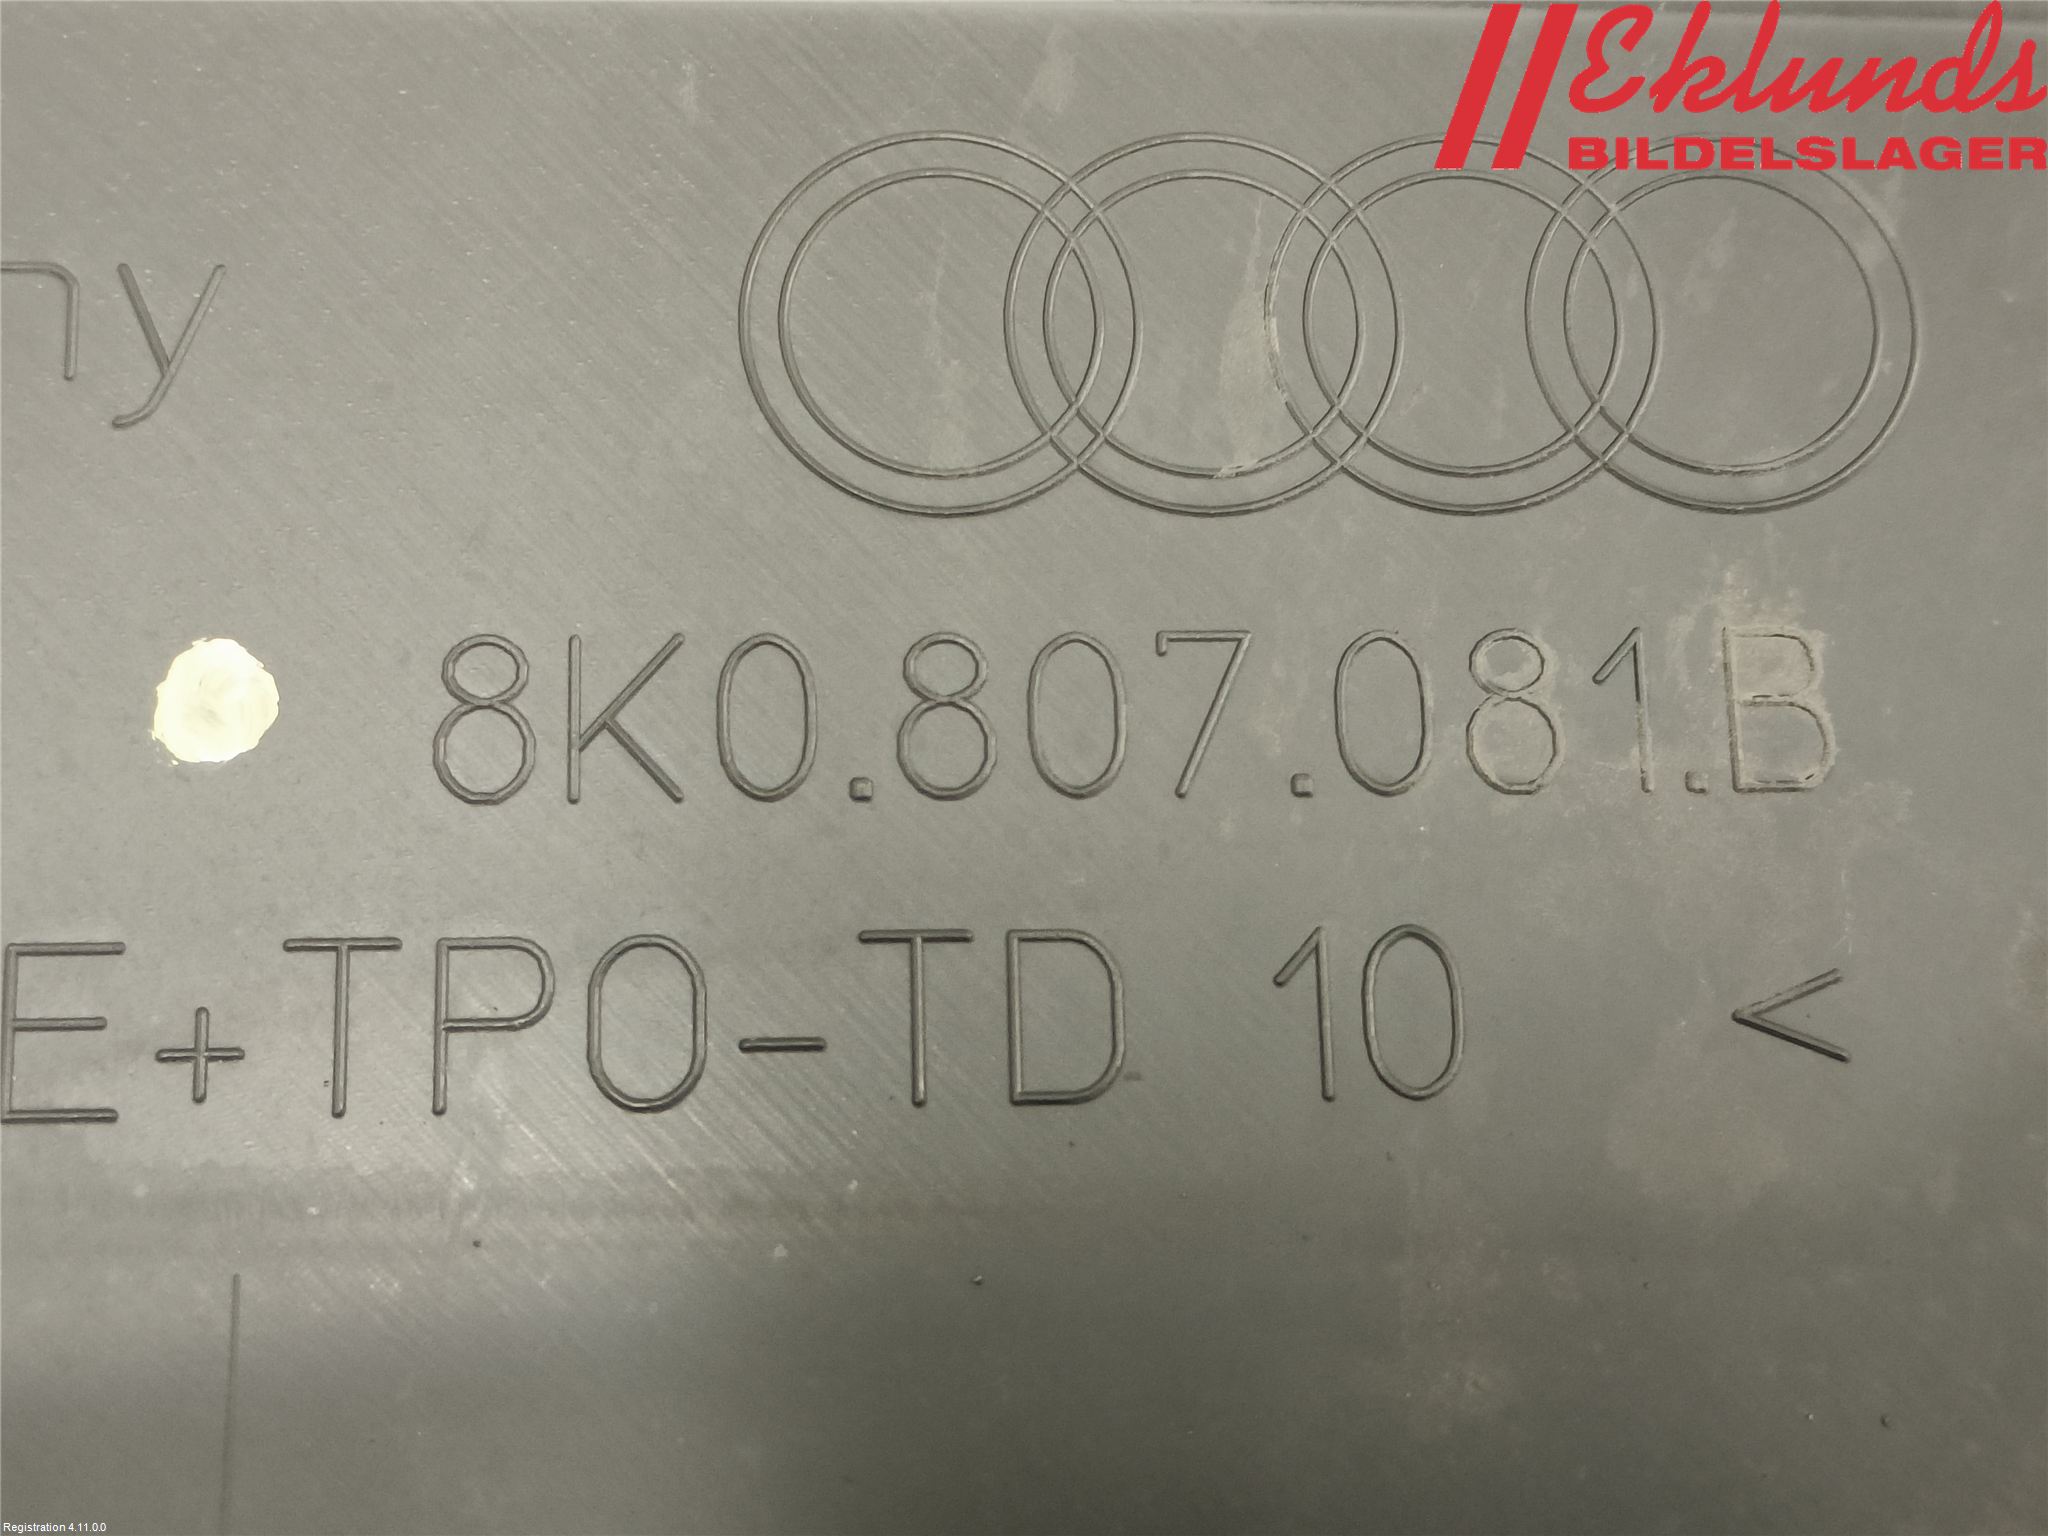 Eklunds
BILDELSLAGER
ny
8K0.807.081.B
E+TPO-TD 10 <
Registration 4.11.0.0